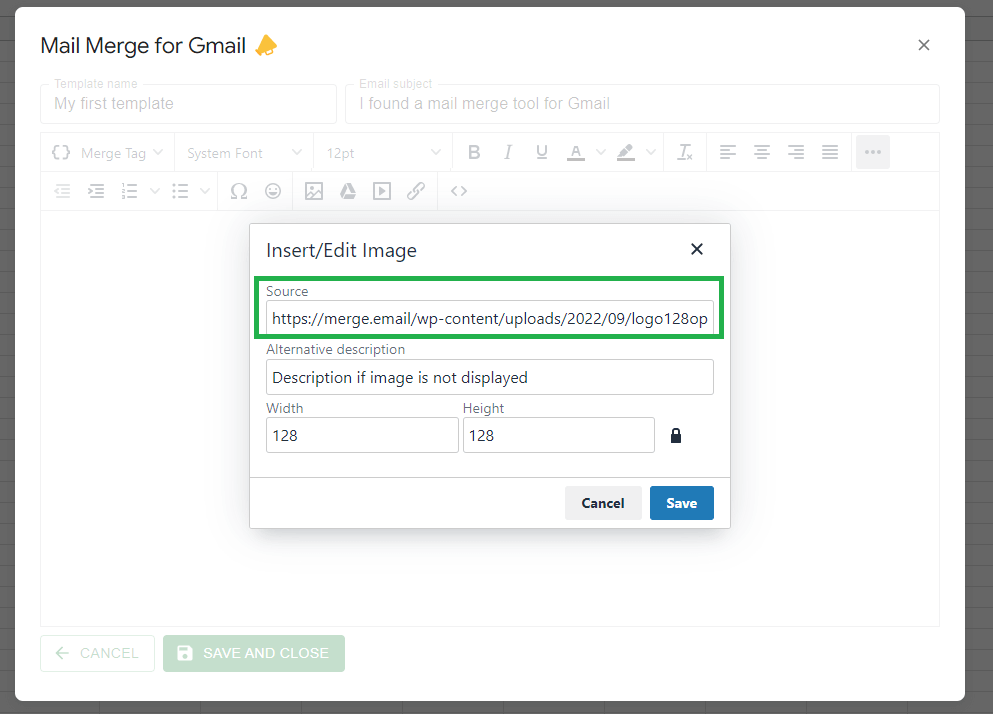 Mail Merge for Gmail
Template name
Email subject
My first template
I found a mail merge tool for Gmail
Merge Tag
System Font
12pt
B I U A
Insert/Edit Image
Source
https://merge.email/wp-content/uploads/2022/09/logo128op
Alternative description
Description if image is not displayed
Width Height
128 128
Cancel Save
CANCEL SAVE AND CLOSE